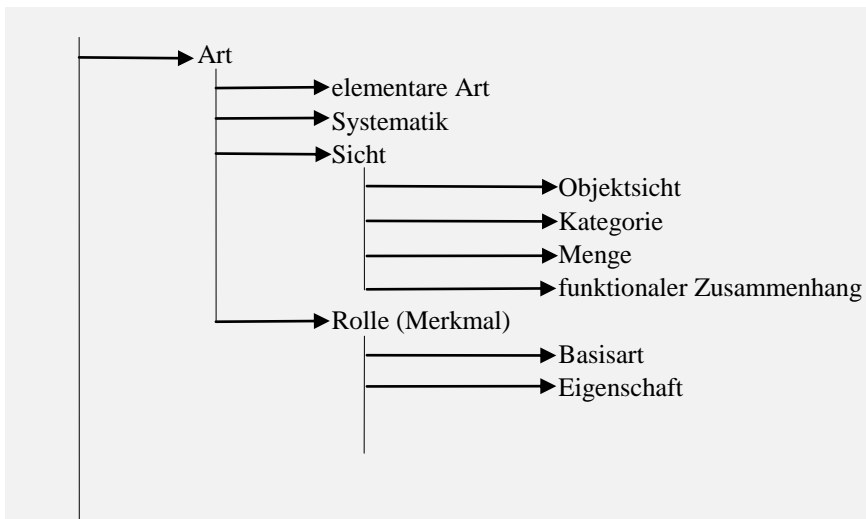 Art
elementare Art
Systematik
Sicht
Objektsicht
Kategorie
Menge
funktionaler Zusammenhang
Rolle (Merkmal)
Basisart
Eigenschaft